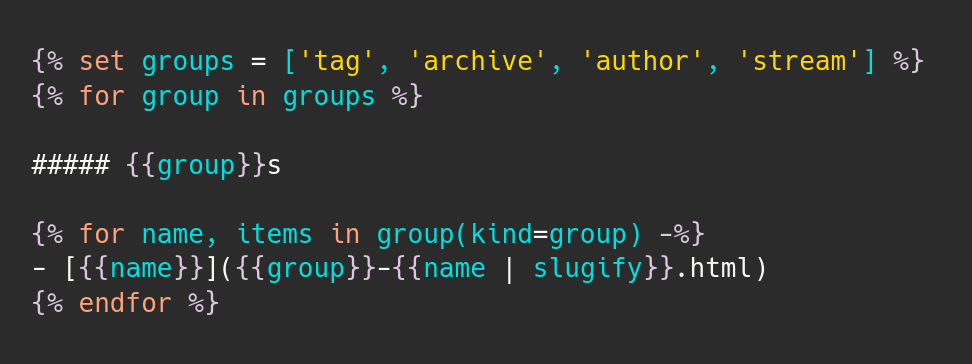 {% set groups = ['tag', 'archive', 'author', 'stream'] %}
{% for group in groups %}
##### {{group}}s
{% for name, items in group(kind=group) -%}
- [{{name}}]({{group}}-{{name | slugify}}.html)
{% endfor %}